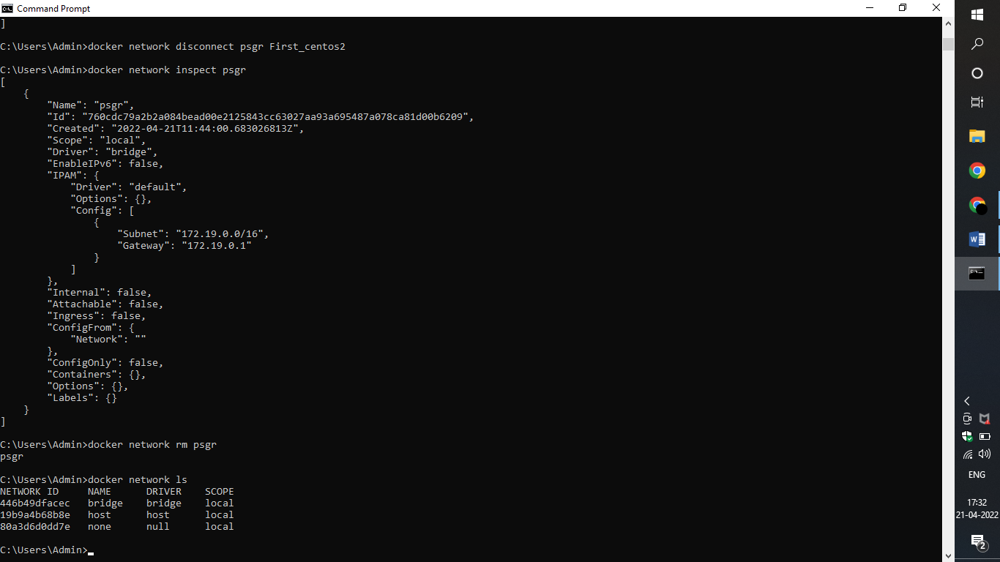 Command Prompt
]
C:\Users\Admin>docker network disconnect psgr First_centos2
C:\Users\Admin>docker network inspect psgr
[
    {
        "Name": "psgr",
        "Id": "760cdc79a2b2a084bead00e2125843cc63027aa93a695487a078ca81d00b6209",
        "Created": "2022-04-21T11:44:00.683026813Z",
        "Scope": "local",
        "Driver": "bridge",
        "EnableIPv6": false,
        "IPAM": {
            "Driver": "default",
            "Options": {},
            "Config": [
                {
                    "Subnet": "172.19.0.0/16",
                    "Gateway": "172.19.0.1"
                }
            ]
        },
        "Internal": false,
        "Attachable": false,
        "Ingress": false,
        "ConfigFrom": {
            "Network": ""
        },
        "ConfigOnly": false,
        "Containers": {},
        "Options": {},
        "Labels": {}
    }
]
C:\Users\Admin>docker network rm psgr
psgr
C:\Users\Admin>docker network ls
NETWORK ID     NAME      DRIVER    SCOPE
446b49dfacec   bridge    bridge    local
19b9a4b68b8e   host      host      local
80a3d6d0dd7e   none      null      local
C:\Users\Admin>
ENG
17:32
21-04-2022
2